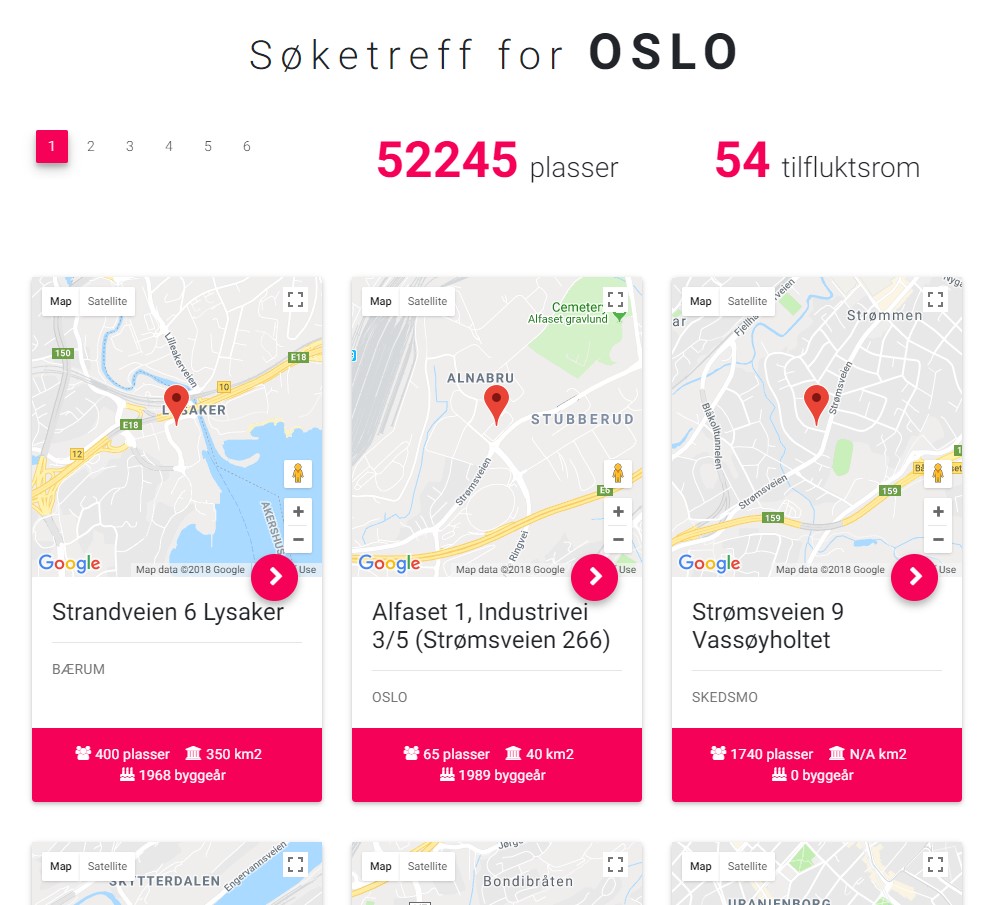 Søketreff for OSLO
1 2 3 4 5 6
52245 plasser
54 tilfluktsrom
Map Satellite
150
Lilleakerveien
E18
10
LYSAKER
E18
12
AKERSHUS
Google
Map data ©2018 Google
Use
Strandveien 6 Lysaker
BÆRUM
400 plasser 350 km2
1968 byggeår
Map Satellite
Cemetery
Alfaset gravlund
ALNABRU
STUBBERUD
Strømsveien
E6
Ringvei
Google
Map data ©2018 Google
Use
Alfaset 1, Industrivei
3/5 (Strømsveien 266)
OSLO
65 plasser 40 km2
1989 byggeår
Map Satellite
Strømmen
Strømsveien
Blåkolltunnelen
Strømsveien
159
159
Google
Map data ©2018 Google
Use
Strømsveien 9
Vassøyholtet
SKEDSMO
1740 plasser N/A km2
0 byggeår
Map Satellite
SKYTTERDALEN
Engervannsveien
Map Satellite
Bondibråten
Map Satellite
URANIENBORG